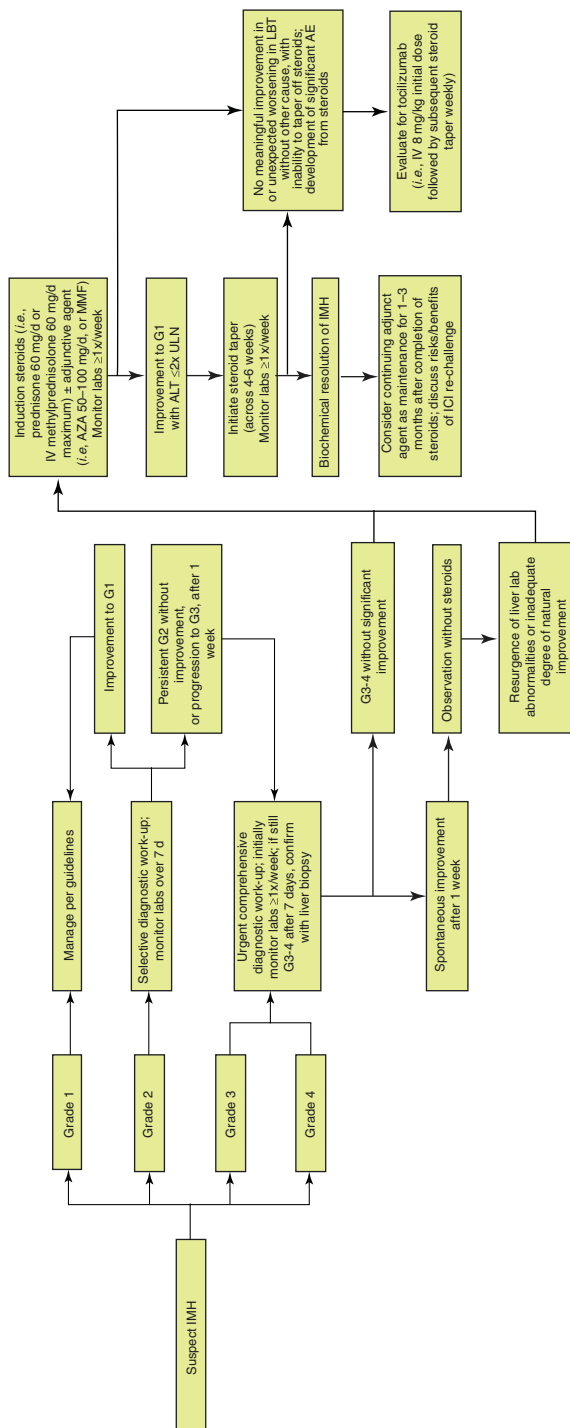 Suspect IMH
Grade 1
Grade 2
Grade 3
Grade 4
Manage per guidelines
Selective diagnostic work-up;
monitor labs over 7 d
Urgent comprehensive
diagnostic work-up; initially
monitor labs ≥1x/week; if still
G3-4 after 7 days, confirm
with liver biopsy
Improvement to G1
Persistent G2 without
improvement,
or progression to G3, after 1
week
G3-4 without significant
improvement
Spontaneous improvement
after 1 week
Observation without steroids
Resurgence of liver lab
abnormalities or inadequate
degree of natural
improvement
Induction steroids (i.e.,
prednisone 60 mg/d or
IV methylprednisolone 60 mg/d
maximum) ± adjunctive agent
(i.e, AZA 50–100 mg/d, or MMF)
Monitor labs ≥1x/week
Improvement to G1
with ALT ≤2x ULN
Initiate steroid taper
(across 4-6 weeks)
Monitor labs ≥1x/week
Biochemical resolution of IMH
Consider continuing adjunct
agent as maintenance for 1–3
months after completion of
steroids; discuss risks/benefits
of ICI re-challenge
No meaningful improvement in
or unexpected worsening in LBT
without other cause, with
inability to taper off steroids;
development of significant AE
from steroids
Evaluate for tocilizumab
(i.e., IV 8 mg/kg initial dose
followed by subsequent steroid
taper weekly)